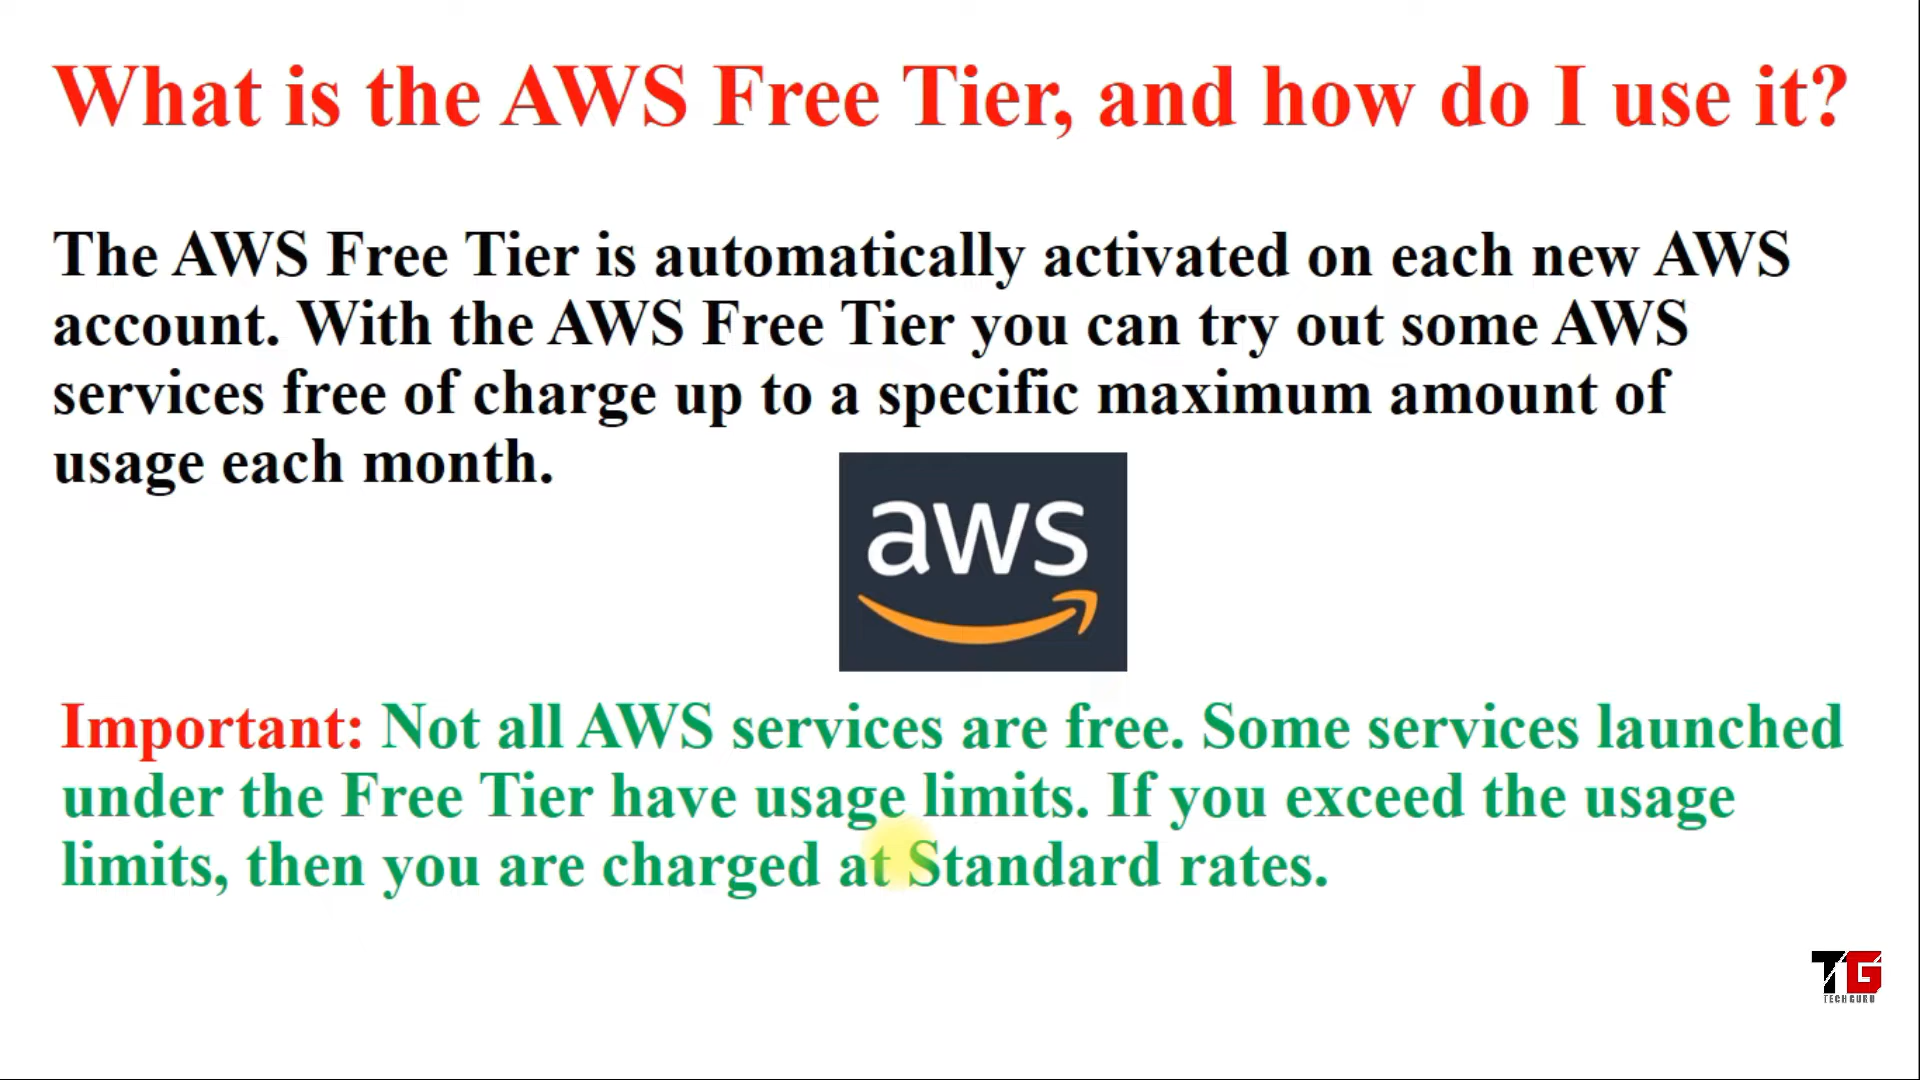 What is the AWS Free Tier, and how do I use it?
The AWS Free Tier is automatically activated on each new AWS
account. With the AWS Free Tier you can try out some AWS
services free of charge up to a specific maximum amount of
usage each month.
aws
Important: Not all AWS services are free. Some services launched
under the Free Tier have usage limits. If you exceed the usage
limits, then you are charged at Standard rates.
TG
TECH GURU